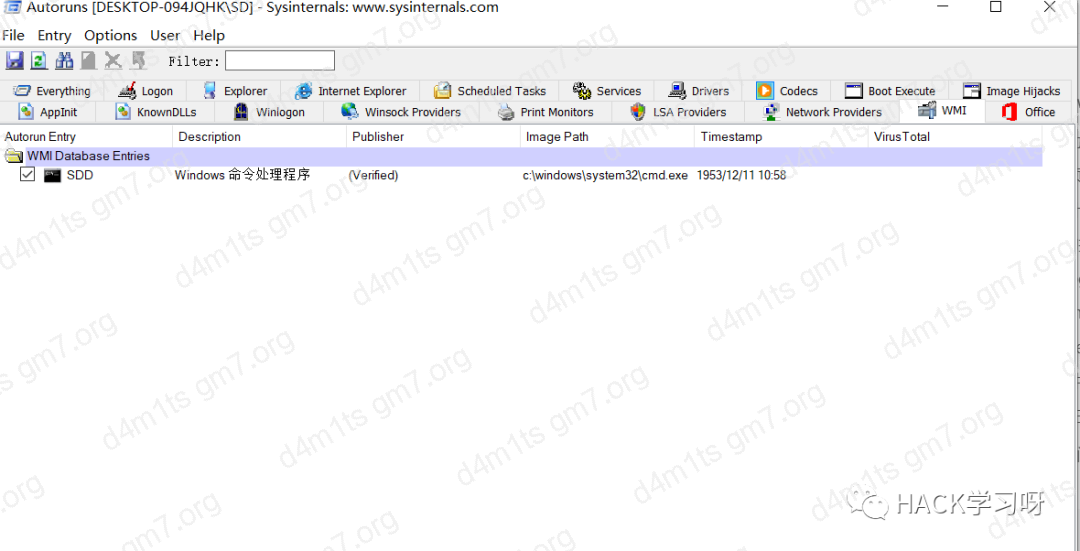 Autoruns [DESKTOP-094JQHK\SD] - Sysinternals: www.sysinternals.com
File Entry Options User Help
Filter:
Everything Logon Explorer Internet Explorer Scheduled Tasks Services Drivers Codecs Boot Execute Image Hijacks
AppInit KnownDLLs Winlogon Winsock Providers Print Monitors LSA Providers Network Providers WMI Office
Autorun Entry Description Publisher Image Path Timestamp VirusTotal
WMI Database Entries
SDD Windows 命令处理程序 (Verified) c:\windows\system32\cmd.exe 1953/12/11 10:58
d4m1ts gm7.org
HACK学习呀